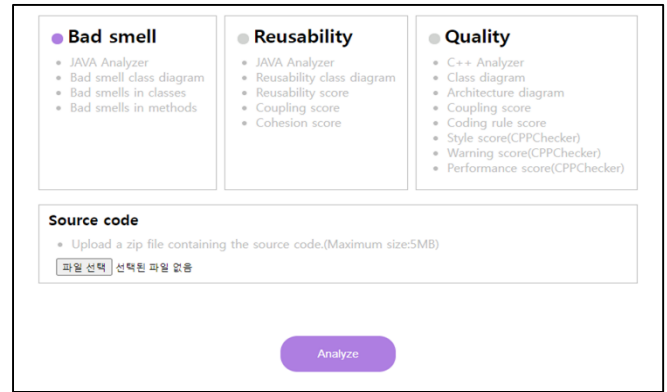 Bad smell
JAVA Analyzer
Bad smell class diagram
Bad smells in classes
Bad smells in methods
Reusability
JAVA Analyzer
Reusability class diagram
Reusability score
Coupling score
Cohesion score
Quality
C++ Analyzer
Class diagram
Architecture diagram
Coupling score
Coding rule score
Style score(CPPChecker)
Warning score(CPPChecker)
Performance score(CPPChecker)
Source code
Upload a zip file containing the source code.(Maximum size:5MB)
파일 선택 선택된 파일 없음
Analyze